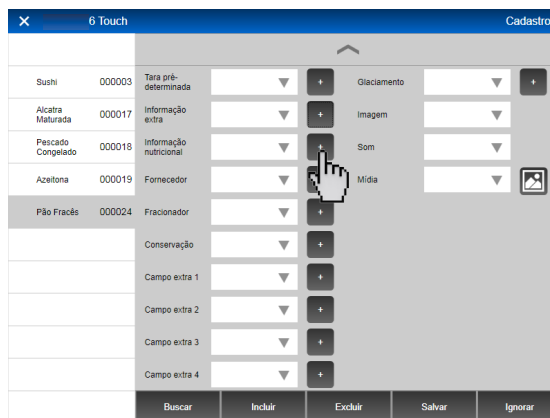 6 Touch
Cadastro
Sushi 000003
Alcatra
Maturada 000017
Pescado
Congelado 000018
Azeitona 000019
Pão Fracês 000024
Tara pré-
determinada
+
Informação
extra
+
Informação
nutricional
+
Fornecedor
Fracionador
+
Conservação
+
Campo extra 1
+
Campo extra 2
+
Campo extra 3
+
Campo extra 4
+
Glaciamento
+
Imagem
Som
Mídia
Buscar Incluir Excluir Salvar Ignorar